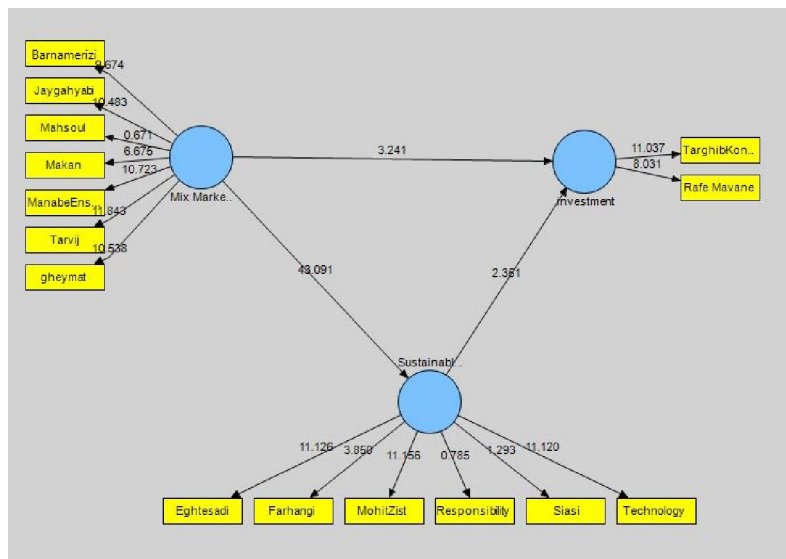 Barnamerizi
Jaygahyabi
Mahsoul
Makan
ManabeEns...
Tarvij
gheymat
9.674
10.483
0.671
6.675
10.723
11.843
10.538
Mix Marke..
3.241
43.091
2.351
investment
11.037
8.031
TarghibKon...
Rafe Mavane
Sustainabl...
11.126
3.850
11.156
0.785
1.293
11.120
Eghtesadi
Farhangi
MohitZist
Responsibility
Siasi
Technology